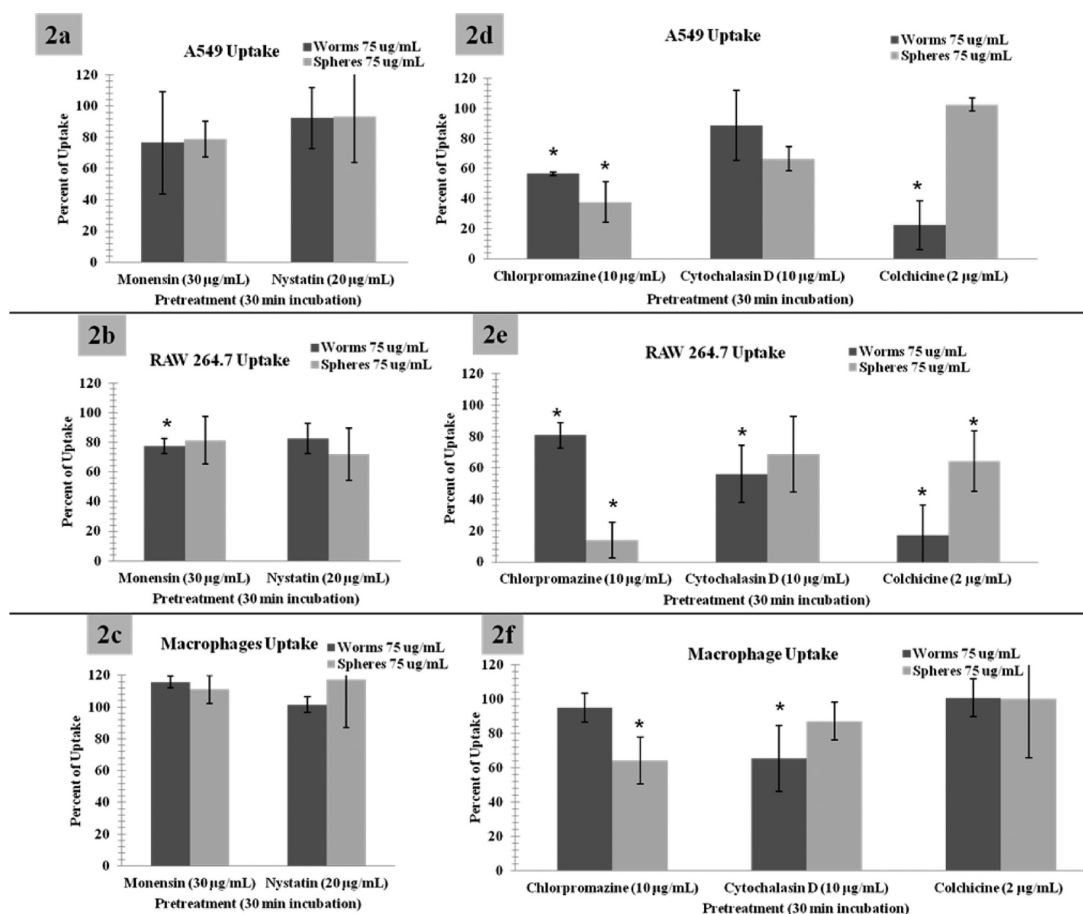 2a
A549 Uptake
Worms 75 ug/mL
Spheres 75 ug/mL
Percent of Uptake
120
100
80
60
40
20
0
Monensin (30 µg/mL) Nystatin (20 µg/mL)
Pretreatment (30 min incubation)
2d
A549 Uptake
Worms 75 ug/mL
Spheres 75 ug/mL
Percent of Uptake
120
100
80
60
40
20
0
* * *
Chlorpromazine (10 µg/mL) Cytochalasin D (10 µg/mL) Colchicine (2 µg/mL)
Pretreatment (30 min incubation)
2b
RAW 264.7 Uptake
Worms 75 ug/mL
Spheres 75 ug/mL
Percent of Uptake
120
100
80
60
40
20
0
*
Monensin (30 µg/mL) Nystatin (20 µg/mL)
Pretreatment (30 min incubation)
2e
RAW 264.7 Uptake
Worms 75 ug/mL
Spheres 75 ug/mL
Percent of Uptake
120
100
80
60
40
20
0
* * * * *
Chlorpromazine (10 µg/mL) Cytochalasin D (10 µg/mL) Colchicine (2 µg/mL)
Pretreatment (30 min incubation)
2c
Macrophages Uptake
Worms 75 ug/mL
Spheres 75 ug/mL
Percent of Uptake
120
100
80
60
40
20
0
Monensin (30 µg/mL) Nystatin (20 µg/mL)
Pretreatment (30 min incubation)
2f
Macrophage Uptake
Worms 75 ug/mL
Spheres 75 ug/mL
Percent of Uptake
120
100
80
60
40
20
0
* *
Chlorpromazine (10 µg/mL) Cytochalasin D (10 µg/mL) Colchicine (2 µg/mL)
Pretreatment (30 min incubation)